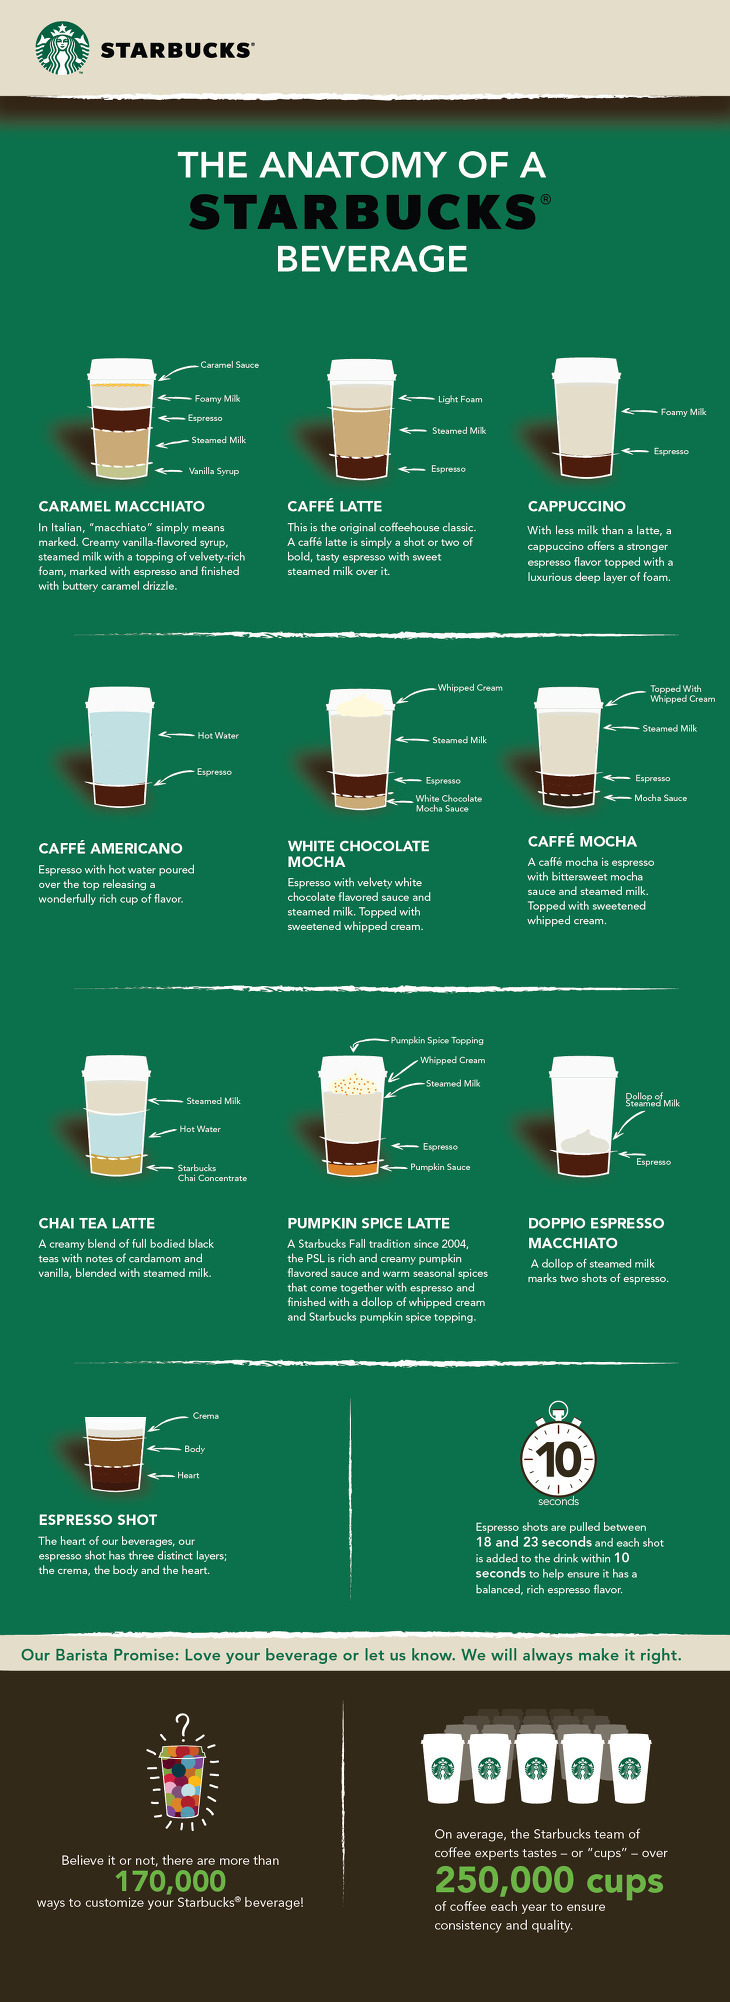 STARBUCKS®
THE ANATOMY OF A
STARBUCKS®
BEVERAGE
Caramel Sauce
Foamy Milk
Espresso
Steamed Milk
Vanilla Syrup
CARAMEL MACCHIATO
In Italian, “macchiato” simply means
marked. Creamy vanilla-flavored syrup,
steamed milk with a topping of velvety-rich
foam, marked with espresso and finished
with buttery caramel drizzle.
Light Foam
Steamed Milk
Espresso
CAFFÉ LATTE
This is the original coffeehouse classic.
A caffé latte is simply a shot or two of
bold, tasty espresso with sweet
steamed milk over it.
Foamy Milk
Espresso
CAPPUCCINO
With less milk than a latte, a
cappuccino offers a stronger
espresso flavor topped with a
luxurious deep layer of foam.
Hot Water
Espresso
CAFFÉ AMERICANO
Espresso with hot water poured
over the top releasing a
wonderfully rich cup of flavor.
Whipped Cream
Steamed Milk
Espresso
White Chocolate
Mocha Sauce
WHITE CHOCOLATE
MOCHA
Espresso with velvety white
chocolate flavored sauce and
steamed milk. Topped with
sweetened whipped cream.
Topped With
Whipped Cream
Steamed Milk
Espresso
Mocha Sauce
CAFFÉ MOCHA
A caffé mocha is espresso
with bittersweet mocha
sauce and steamed milk.
Topped with sweetened
whipped cream.
Steamed Milk
Hot Water
Starbucks
Chai Concentrate
CHAI TEA LATTE
A creamy blend of full bodied black
teas with notes of cardamom and
vanilla, blended with steamed milk.
Pumpkin Spice Topping
Whipped Cream
Steamed Milk
Espresso
Pumpkin Sauce
PUMPKIN SPICE LATTE
A Starbucks Fall tradition since 2004,
the PSL is rich and creamy pumpkin
flavored sauce and warm seasonal spices
that come together with espresso and
finished with a dollop of whipped cream
and Starbucks pumpkin spice topping.
Dollop of
Steamed Milk
Espresso
DOPPIO ESPRESSO
MACCHIATO
A dollop of steamed milk
marks two shots of espresso.
Crema
Body
Heart
ESPRESSO SHOT
The heart of our beverages, our
espresso shot has three distinct layers;
the crema, the body and the heart.
10
seconds
Espresso shots are pulled between
18 and 23 seconds and each shot
is added to the drink within 10
seconds to help ensure it has a
balanced, rich espresso flavor.
Our Barista Promise: Love your beverage or let us know. We will always make it right.
?
Believe it or not, there are more than
170,000
ways to customize your Starbucks® beverage!
On average, the Starbucks team of
coffee experts tastes – or “cups” – over
250,000 cups
of coffee each year to ensure
consistency and quality.